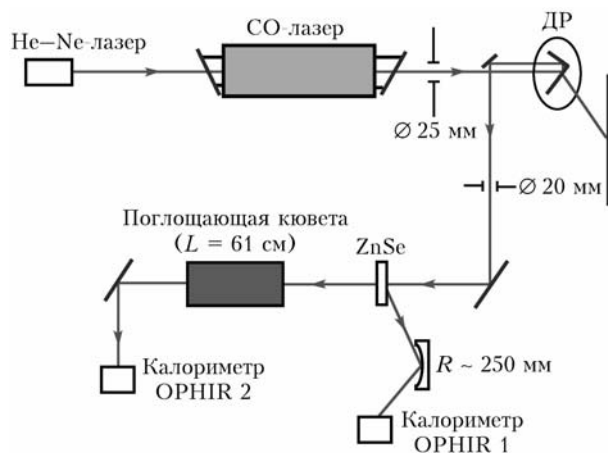 He–Ne-лазер
CO-лазер
ДР
∅ 25 мм
∅ 20 мм
Поглощающая кювета
(L = 61 см)
ZnSe
R ~ 250 мм
Калориметр
OPHIR 2
Калориметр
OPHIR 1